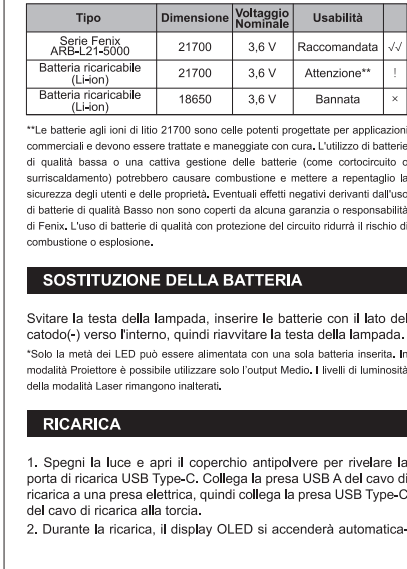 Tipo Dimensione Voltaggio Nominale Usabilità
Serie Fenix ARB-L21-5000 21700 3,6 V Raccomandata √√
Batteria ricaricabile (Li-ion) 21700 3,6 V Attenzione** !
Batteria ricaricabile (Li-ion) 18650 3,6 V Bannata ×
**Le batterie agli ioni di litio 21700 sono celle potenti progettate per applicazioni
commerciali e devono essere trattate e maneggiate con cura. L'utilizzo di batterie
di qualità bassa o una cattiva gestione delle batterie (come cortocircuito o
surriscaldamento) potrebbero causare combustione e mettere a repentaglio la
sicurezza degli utenti e delle proprietà. Eventuali effetti negativi derivanti dall'uso
di batterie di qualità Basso non sono coperti da alcuna garanzia o responsabilità
di Fenix. L'uso di batterie di qualità con protezione del circuito ridurrà il rischio di
combustione o esplosione.
SOSTITUZIONE DELLA BATTERIA
Svitare la testa della lampada, inserire le batterie con il lato del
catodo(-) verso l'interno, quindi riavvitare la testa della lampada.
*Solo la metà dei LED può essere alimentata con una sola batteria inserita. In
modalità Proiettore è possibile utilizzare solo l'output Medio. I livelli di luminosità
della modalità Laser rimangono inalterati.
RICARICA
1. Spegni la luce e apri il coperchio antipolvere per rivelare la
porta di ricarica USB Type-C. Collega la presa USB A del cavo di
ricarica a una presa elettrica, quindi collega la presa USB Type-C
del cavo di ricarica alla torcia.
2. Durante la ricarica, il display OLED si accenderà automatica-